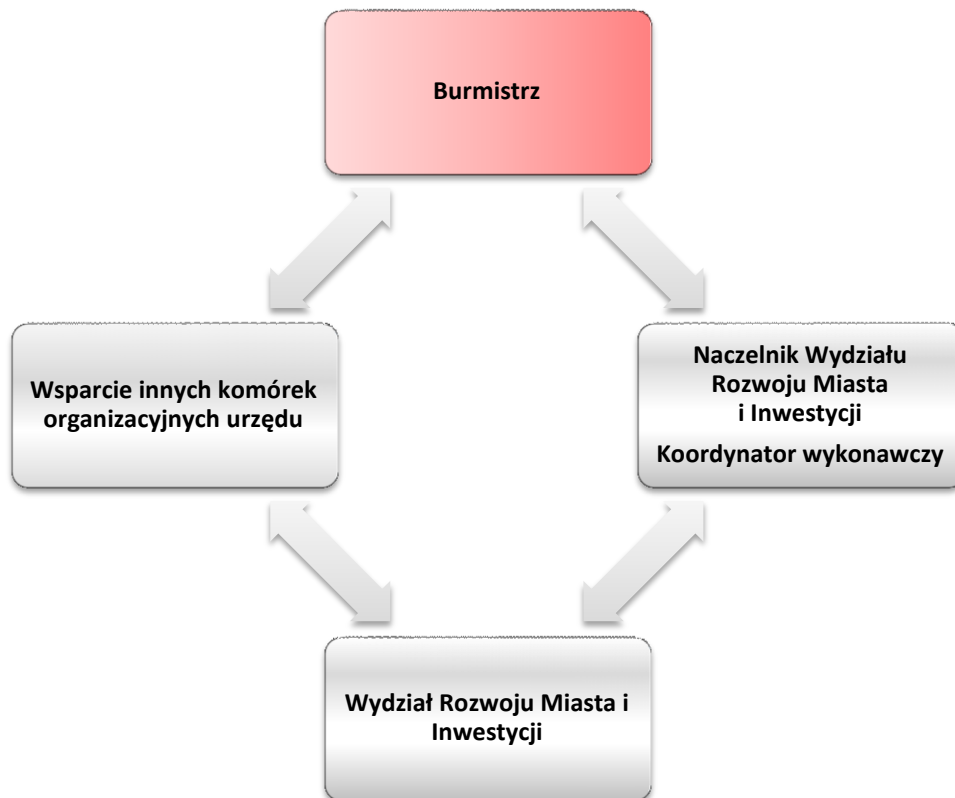 Burmistrz
Wsparcie innych komórek
organizacyjnych urzędu
Naczelnik Wydziału
Rozwoju Miasta
i Inwestycji
Koordynator wykonawczy
Wydział Rozwoju Miasta i
Inwestycji